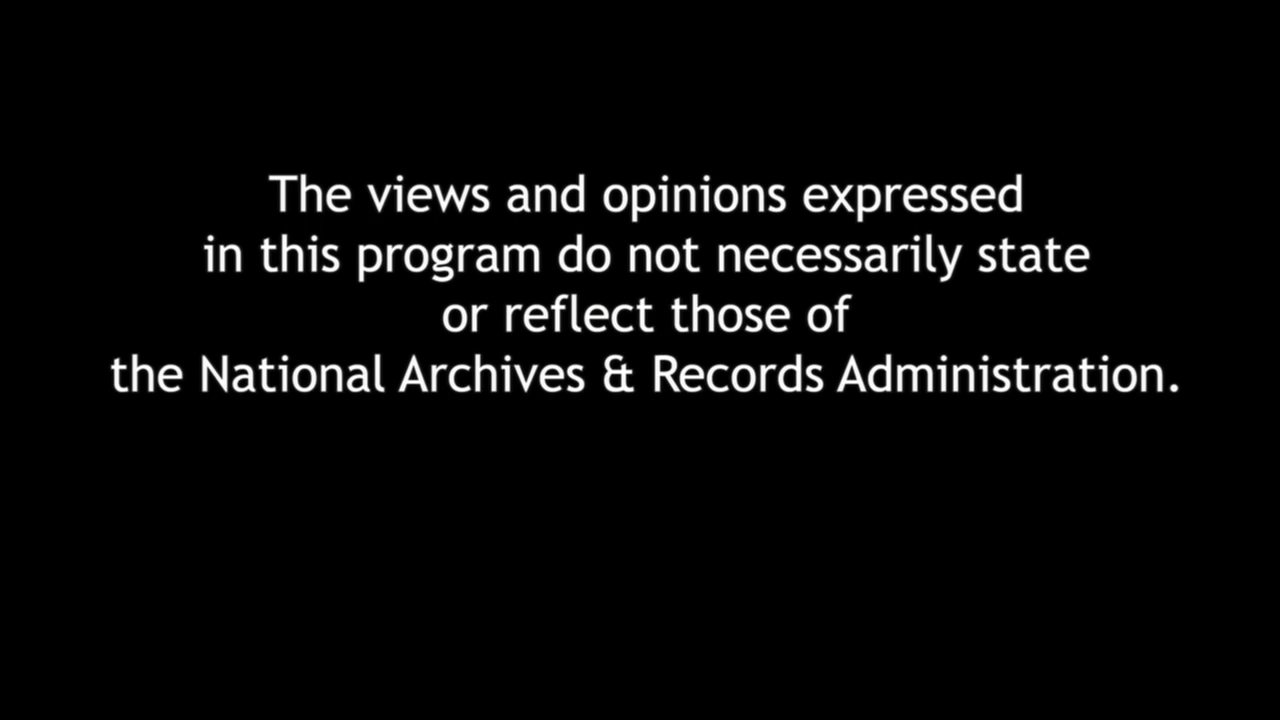 The views and opinions expressed
in this program do not necessarily state
or reflect those of
the National Archives & Records Administration.